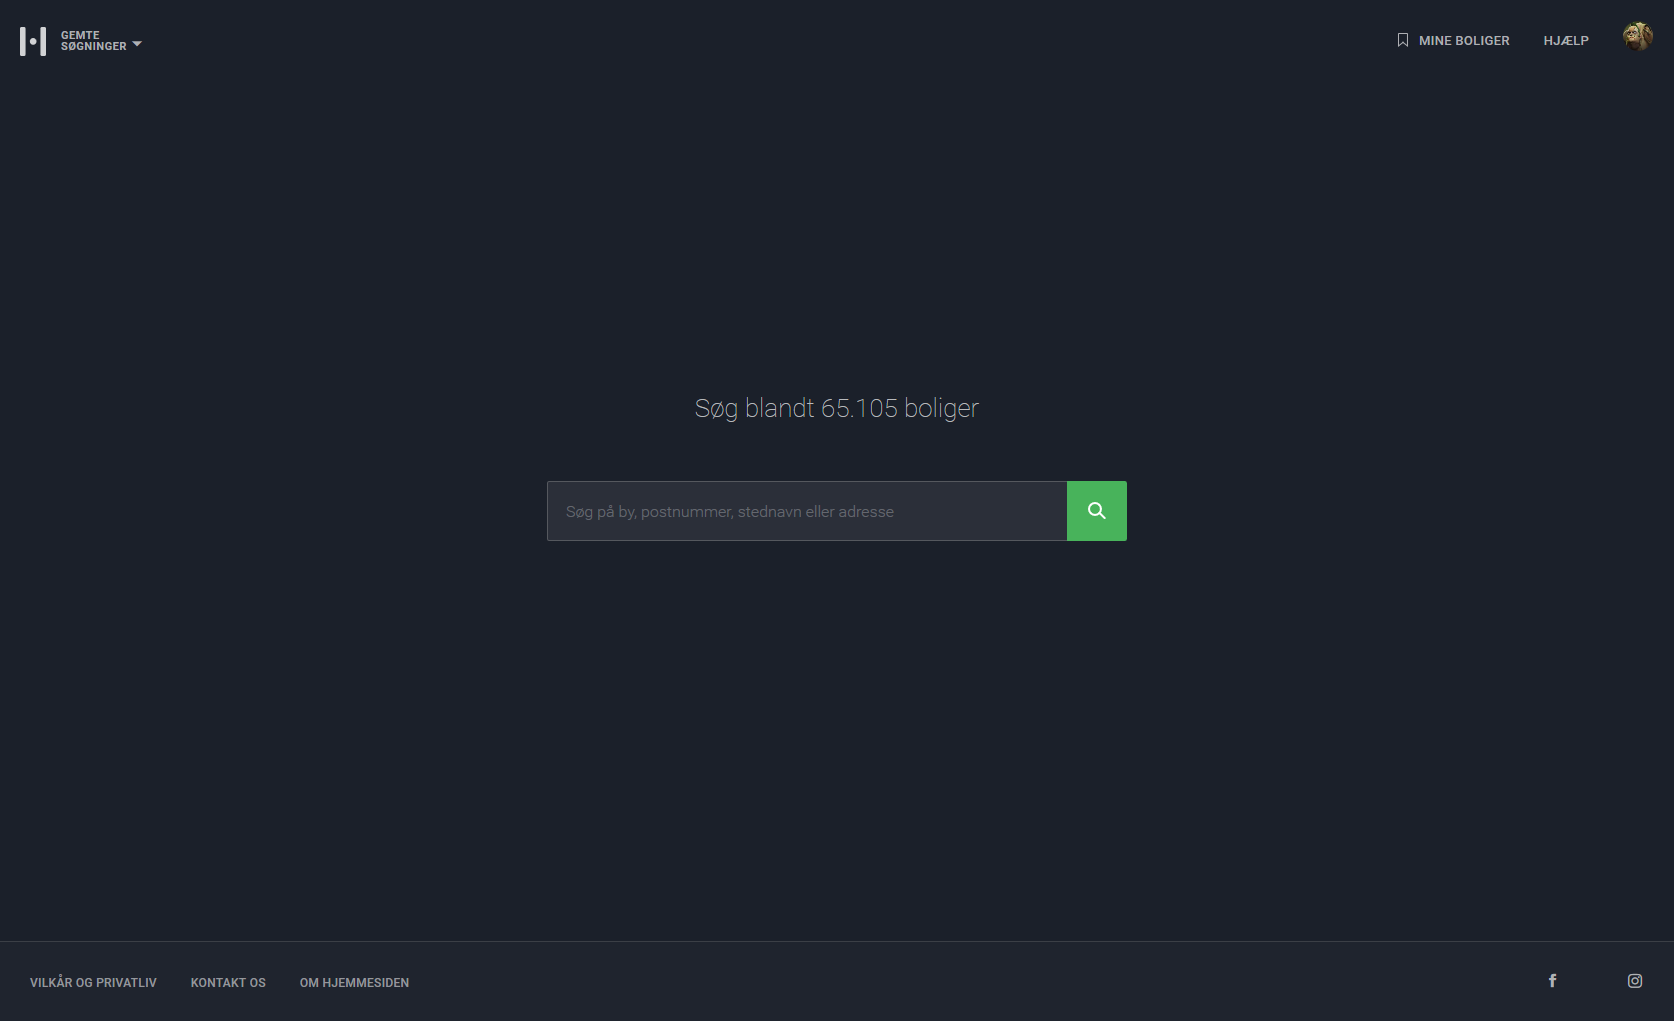 GEMTE
SØGNINGER
MINE BOLIGER
HJÆLP
Søg blandt 65.105 boliger
Søg på by, postnummer, stednavn eller adresse
VILKÅR OG PRIVATLIV
KONTAKT OS
OM HJEMMESIDEN